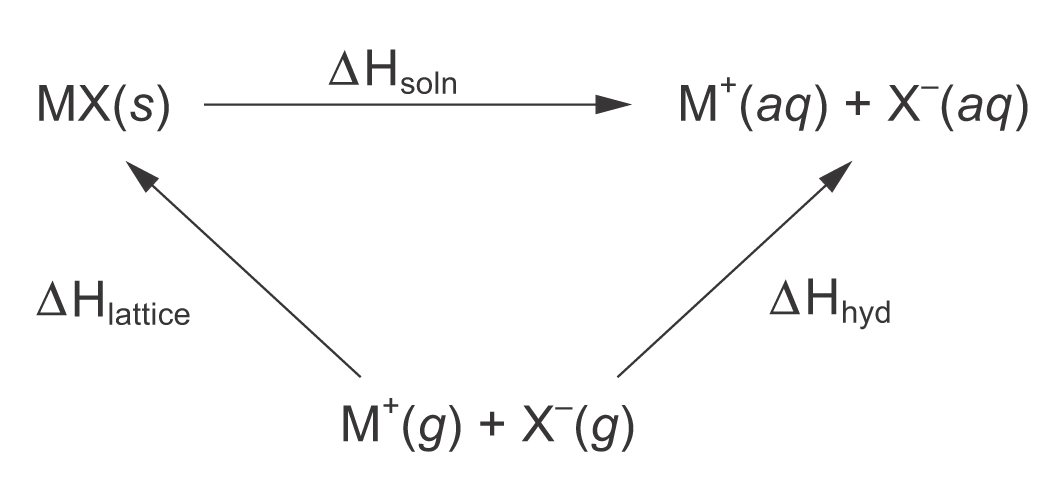 ΔHsoln
MX(s) M⁺(aq) + X⁻(aq)
ΔHlattice ΔHhyd
M⁺(g) + X⁻(g)